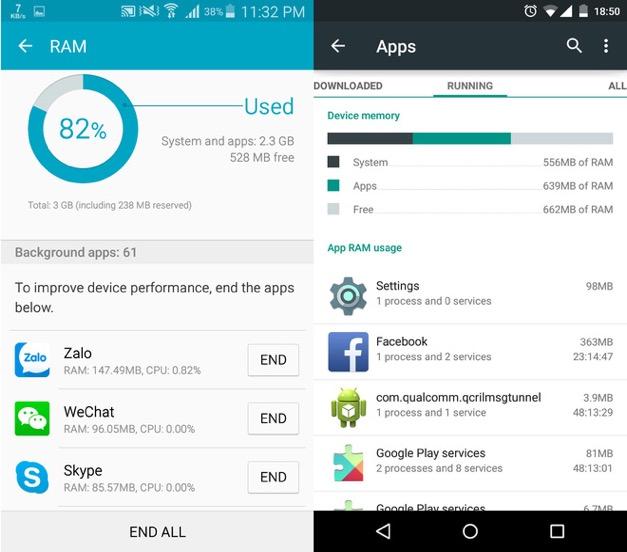 7
KB/s
38%
11:32 PM
RAM
82%
Used
System and apps: 2.3 GB
528 MB free
Total: 3 GB (including 238 MB reserved)
Background apps: 61
To improve device performance, end the apps
below.
Zalo
Zalo
RAM: 147.49MB, CPU: 0.82%
END
WeChat
RAM: 96.05MB, CPU: 0.00%
END
S
Skype
RAM: 85.57MB, CPU: 0.00%
END
END ALL
18:50
Apps
DOWNLOADED
RUNNING
ALL
Device memory
System
556MB of RAM
Apps
639MB of RAM
Free
662MB of RAM
App RAM usage
Settings
98MB
1 process and 0 services
f
Facebook
363MB
1 process and 2 services
23:14:47
com.qualcomm.qcrilmsgtunnel
3.9MB
1 process and 1 service
48:13:29
Google Play services
81MB
2 processes and 8 services
48:13:01
Google Play services
6.7MB